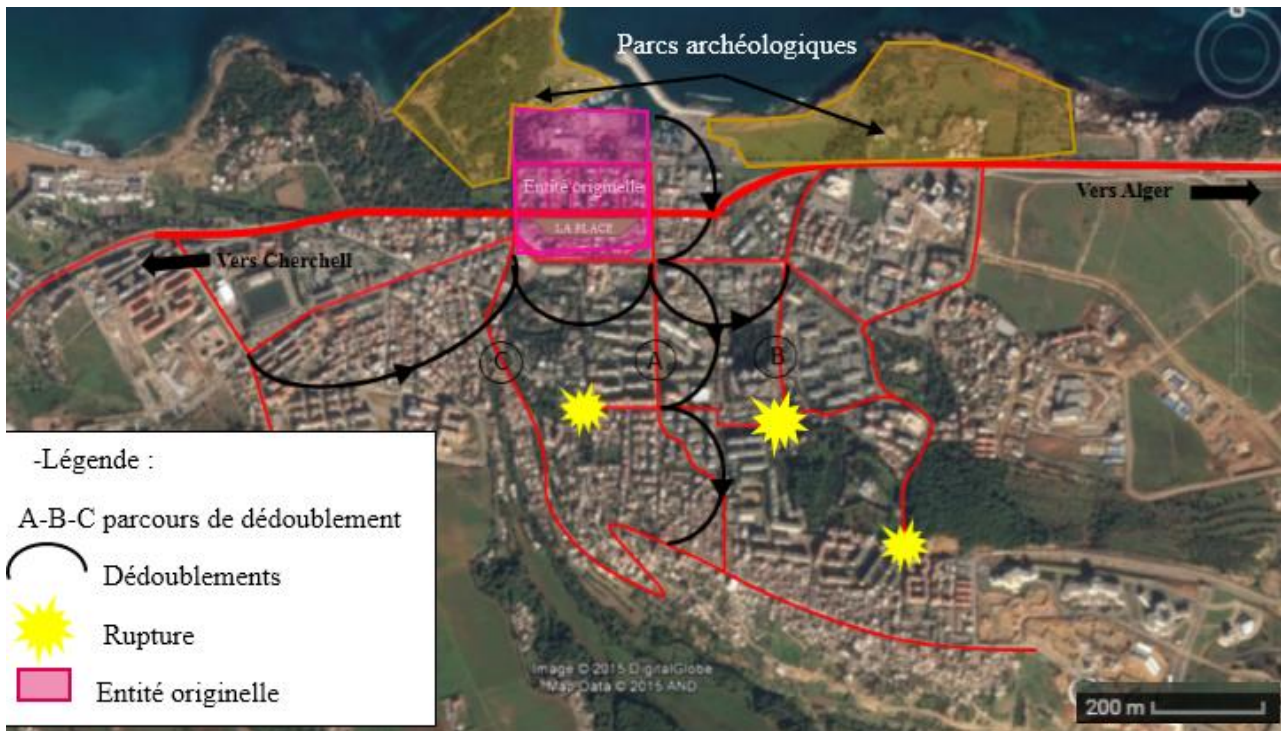 Parcs archéologiques
Entité originelle
Vers Alger
LA PLACE
Vers Cherchell
C
A
B
-Légende :
A-B-C parcours de dédoublement
Dédoublements
Rupture
Entité originelle
Image © 2015 DigitalGlobe
Map Data © 2015 AND
200 m